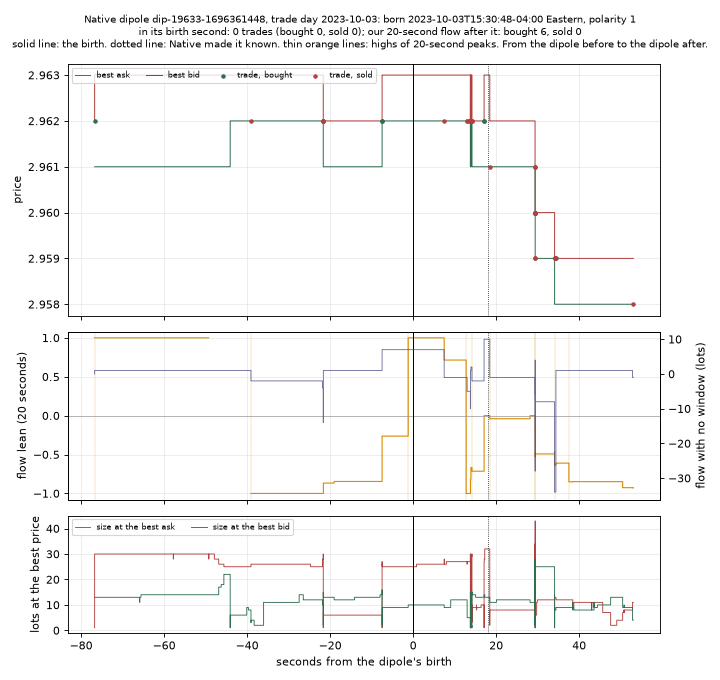 Native dipole dip-19633-1696361448, trade day 2023-10-03: born 2023-10-03T15:30:48-04:00 Eastern, polarity 1
in its birth second: 0 trades (bought 0, sold 0); our 20-second flow after it: bought 6, sold 0
solid line: the birth. dotted line: Native made it known. thin orange lines: highs of 20-second peaks. From the dipole before to the dipole after.
best ask
best bid
trade, bought
trade, sold
price
2.963
2.962
2.961
2.960
2.959
2.958
flow lean (20 seconds)
1.0
0.5
0.0
−0.5
−1.0
flow with no window (lots)
10
0
−10
−20
−30
size at the best ask
size at the best bid
lots at the best price
40
30
20
10
0
−80
−60
−40
−20
0
20
40
seconds from the dipole's birth